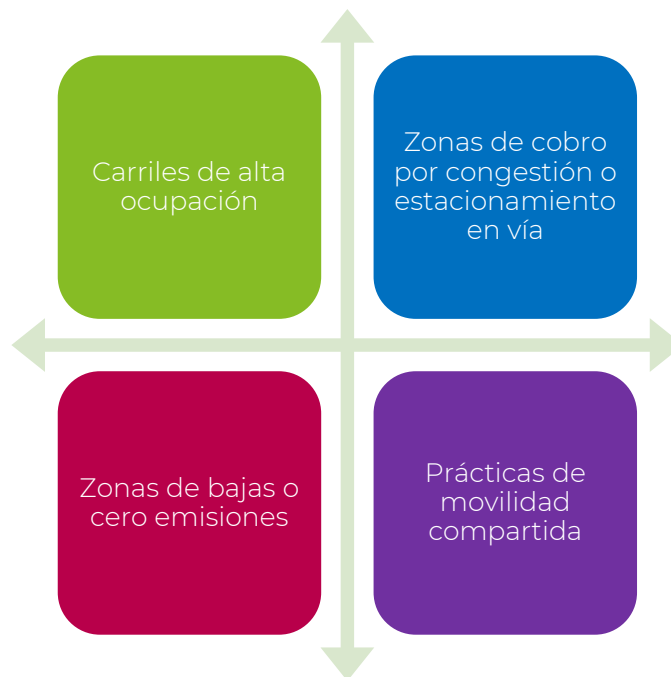 Carriles de alta
ocupación
Zonas de cobro
por congestión o
estacionamiento
en vía
Zonas de bajas o
cero emisiones
Prácticas de
movilidad
compartida